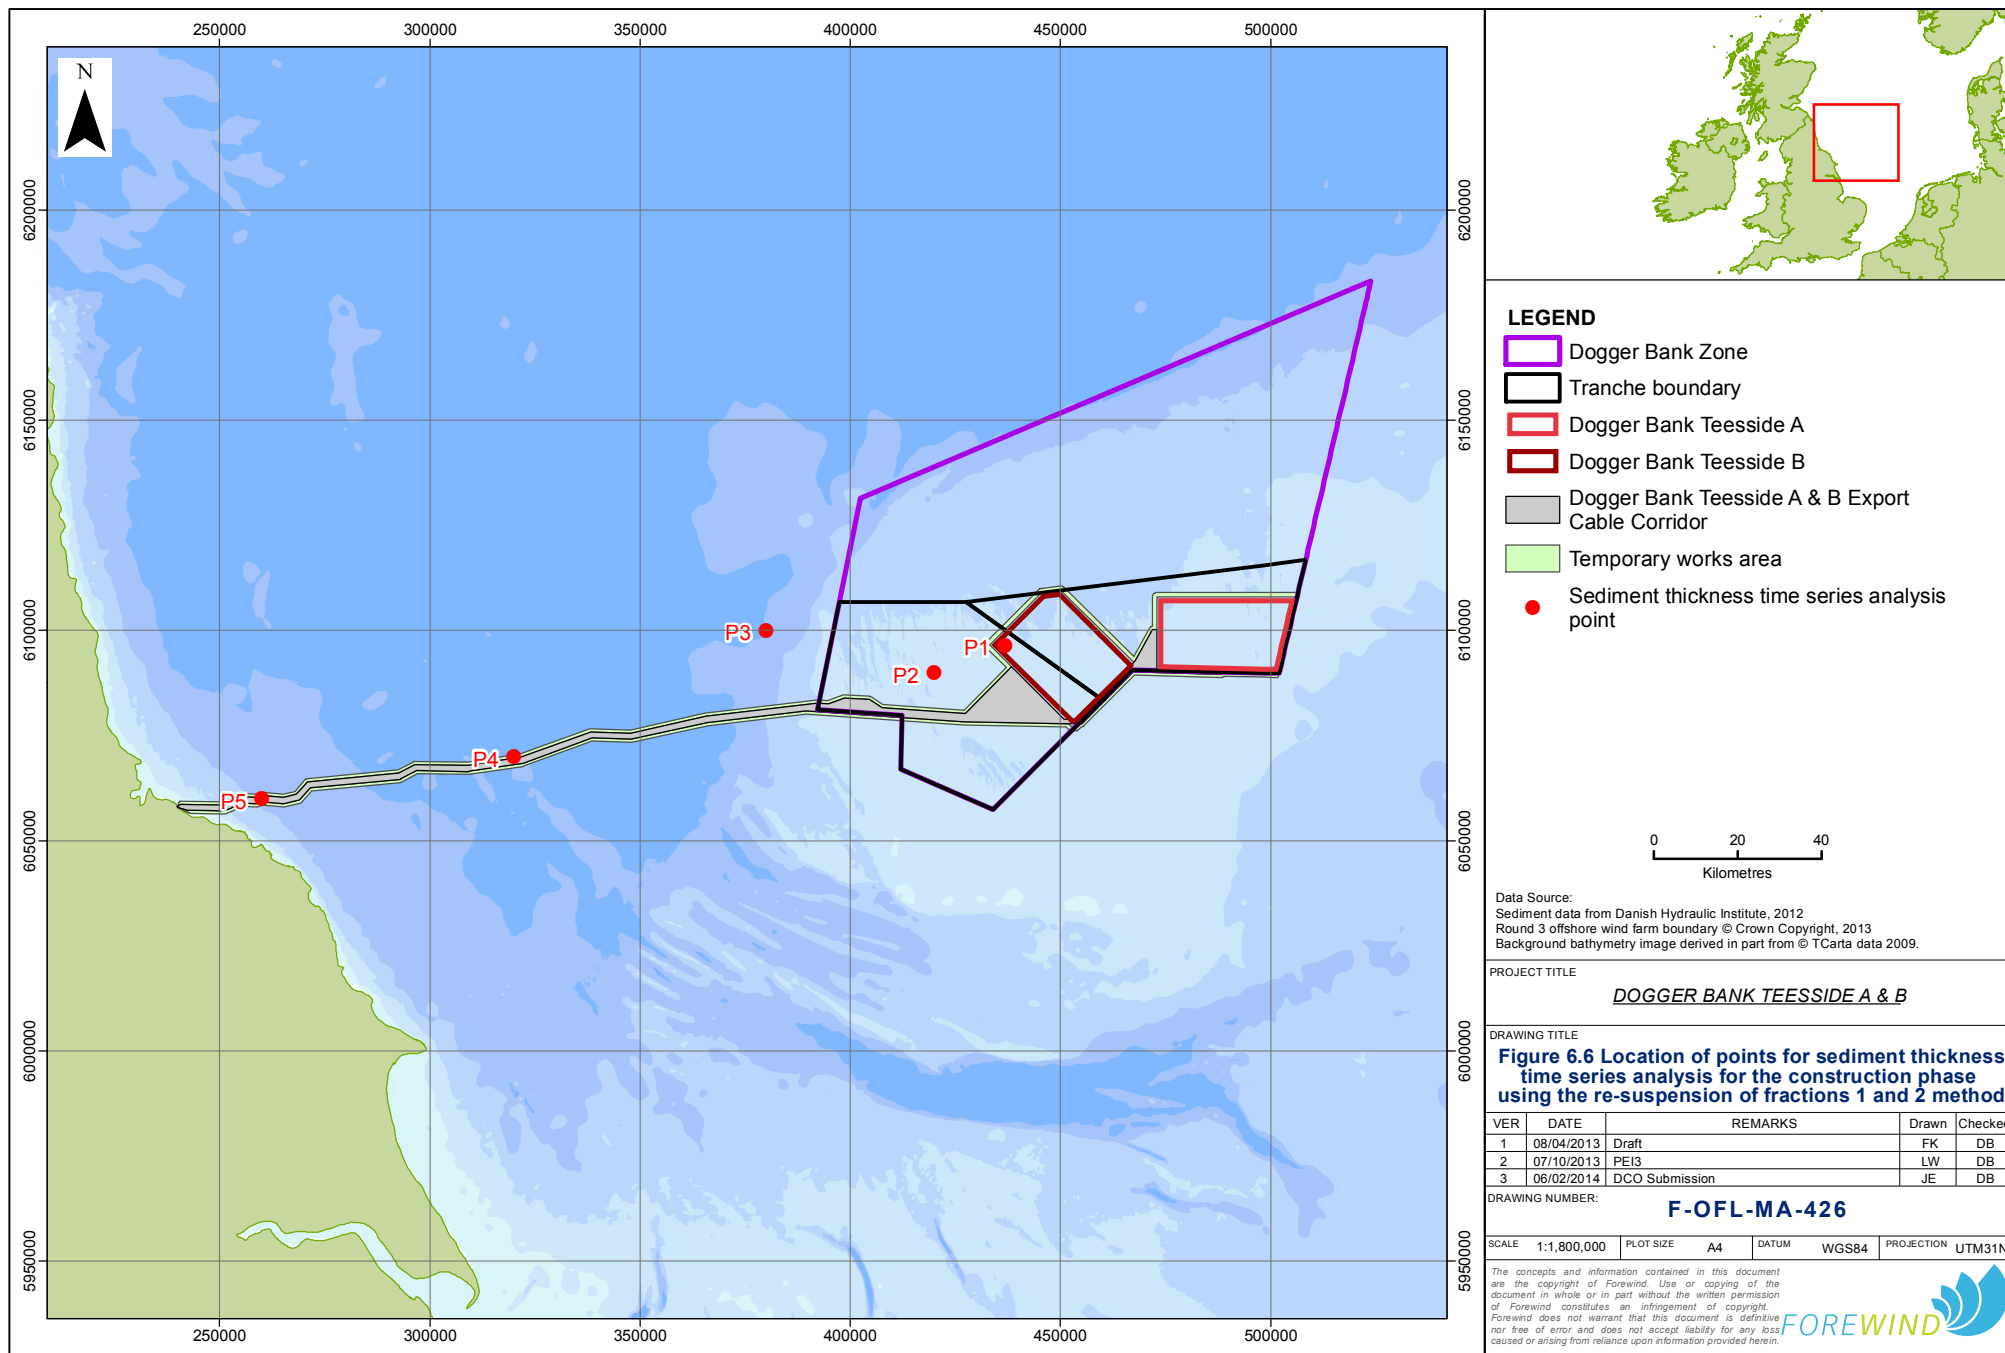 250000 300000 350000 400000 450000 500000
N
6200000 6200000
6150000 6150000
6100000 6100000
6050000 6050000
6000000 6000000
5950000 5950000
P3
P1
P2
P4
P5
250000 300000 350000 400000 450000 500000
LEGEND
Dogger Bank Zone
Tranche boundary
Dogger Bank Teesside A
Dogger Bank Teesside B
Dogger Bank Teesside A & B Export
Cable Corridor
Temporary works area
Sediment thickness time series analysis
point
0 20 40
Kilometres
Data Source:
Sediment data from Danish Hydraulic Institute, 2012
Round 3 offshore wind farm boundary © Crown Copyright, 2013
Background bathymetry image derived in part from © TCarta data 2009.
PROJECT TITLE
DOGGER BANK TEESSIDE A & B
DRAWING TITLE
Figure 6.6 Location of points for sediment thickness
time series analysis for the construction phase
using the re-suspension of fractions 1 and 2 method
VER DATE REMARKS Drawn Checked
1 08/04/2013 Draft FK DB
2 07/10/2013 PEI3 LW DB
3 06/02/2014 DCO Submission JE DB
DRAWING NUMBER:
F-OFL-MA-426
SCALE 1:1,800,000 PLOT SIZE A4 DATUM WGS84 PROJECTION UTM31N
The concepts and information contained in this document
are the copyright of Forewind. Use or copying of the
document in whole or in part without the written permission
of Forewind constitutes an infringement of copyright.
Forewind does not warrant that this document is definitive
nor free of error and does not accept liability for any loss
caused or arising from reliance upon information provided herein.
FOREWIND